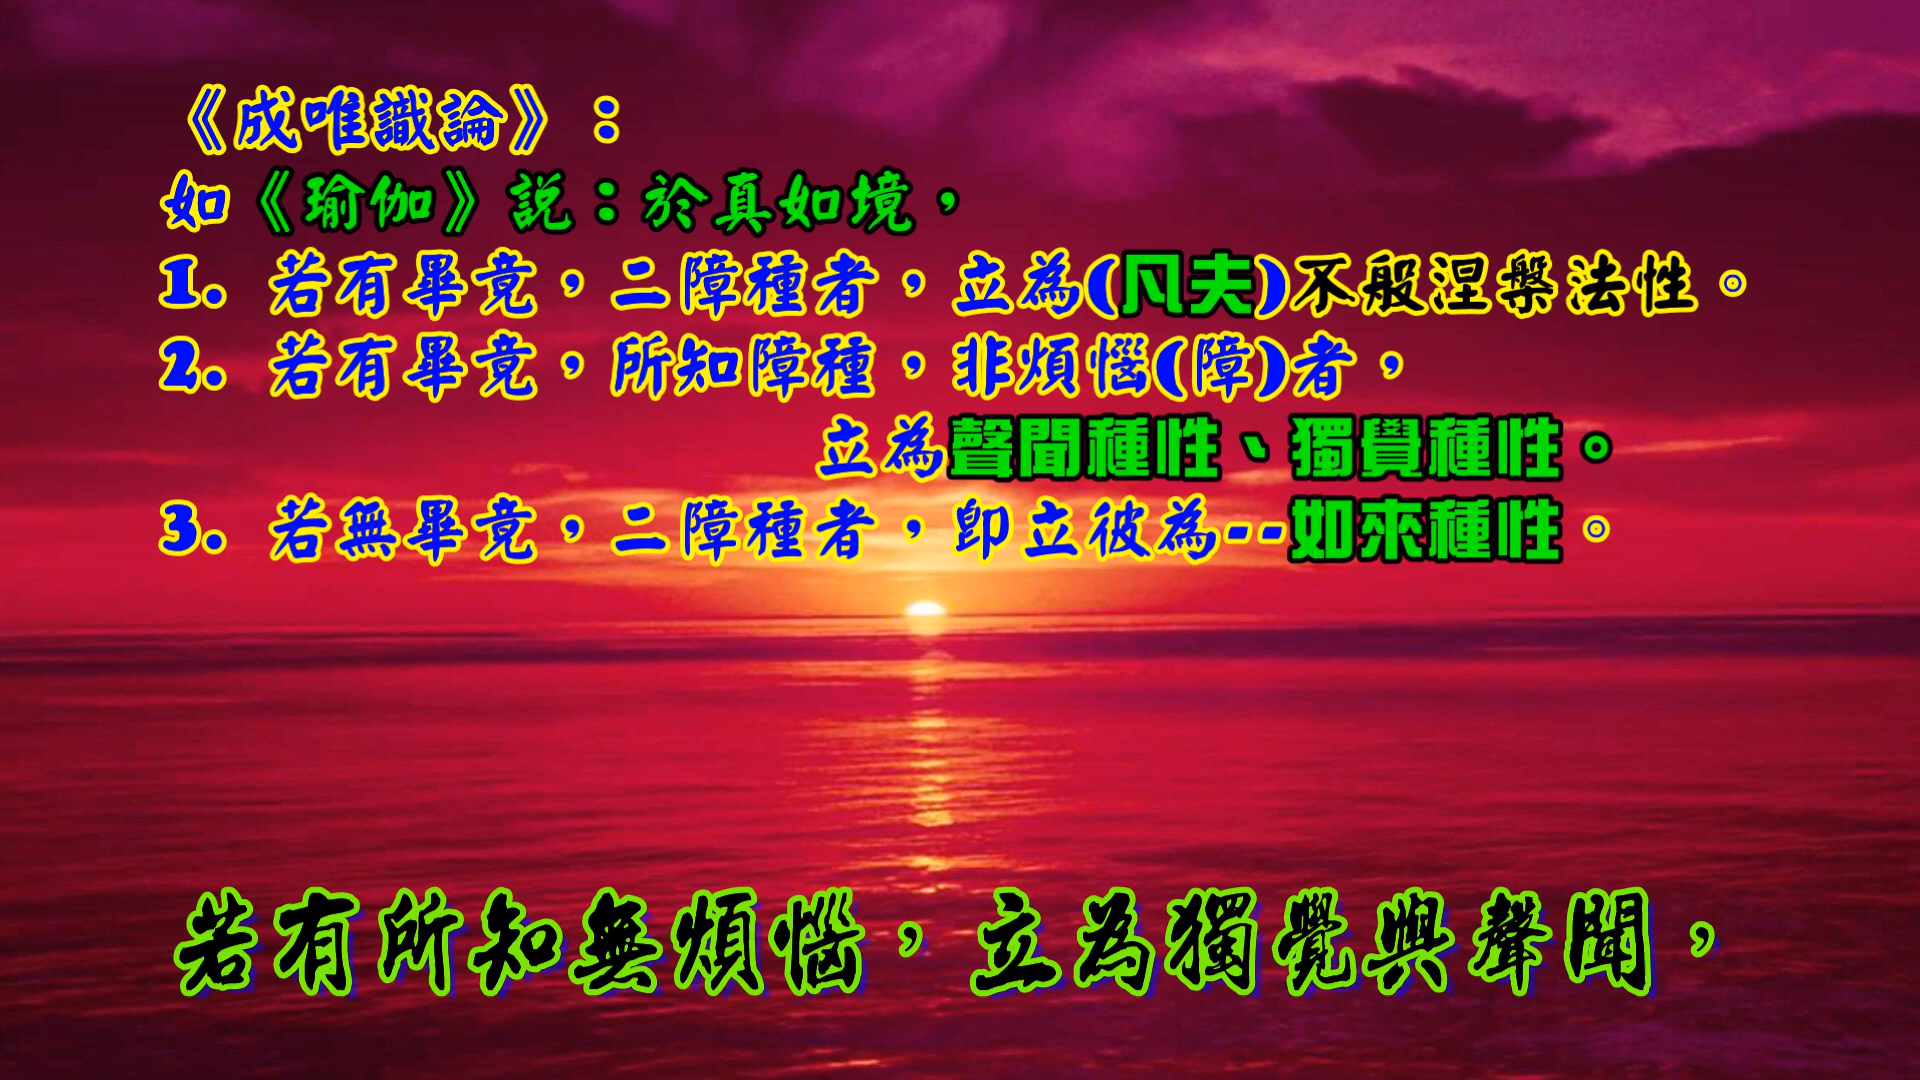 《成唯識論》：
如《瑜伽》說：於真如境，
1. 若有畢竟，二障種者，立為(凡夫)不般涅槃法性。
2. 若有畢竟，所知障種，非煩惱(障)者，
立為聲聞種性、獨覺種性。
3. 若無畢竟，二障種者，即立彼為--如來種性。
若有所知無煩惱，立為獨覺與聲聞，